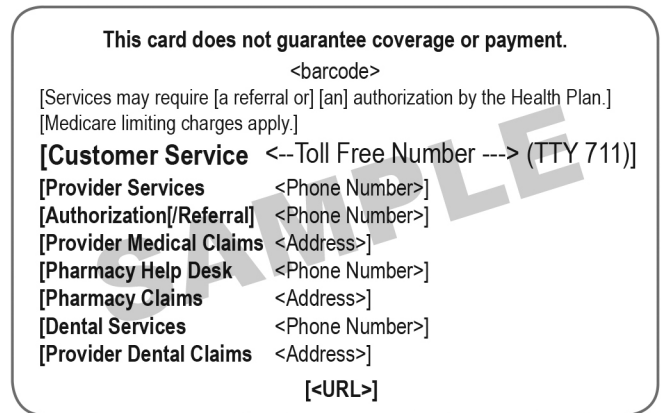 This card does not guarantee coverage or payment.
<barcode>
[Services may require [a referral or] [an] authorization by the Health Plan.]
[Medicare limiting charges apply.]
[Customer Service <--Toll Free Number ---> (TTY 711)]
[Provider Services <Phone Number>]
[Authorization[/Referral] <Phone Number>]
[Provider Medical Claims <Address>]
[Pharmacy Help Desk <Phone Number>]
[Pharmacy Claims <Address>]
[Dental Services <Phone Number>]
[Provider Dental Claims <Address>]
[<URL>]
SAMPLE